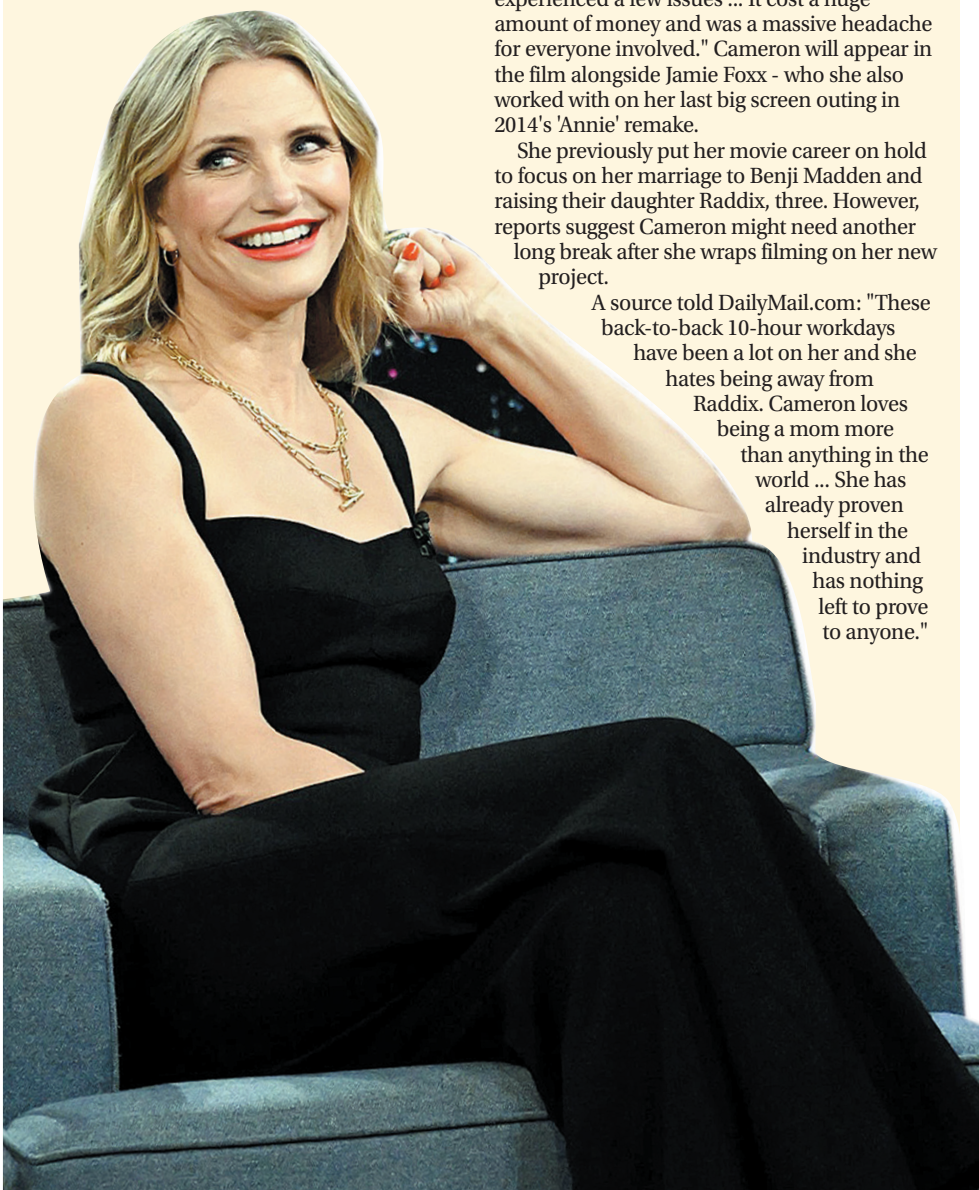 experienced a few issues ... It cost a huge
amount of money and was a massive headache
for everyone involved." Cameron will appear in
the film alongside Jamie Foxx - who she also
worked with on her last big screen outing in
2014's 'Annie' remake.
She previously put her movie career on hold
to focus on her marriage to Benji Madden and
raising their daughter Raddix, three. However,
reports suggest Cameron might need another
long break after she wraps filming on her new
project.
A source told DailyMail.com: "These
back-to-back 10-hour workdays
have been a lot on her and she
hates being away from
Raddix. Cameron loves
being a mom more
than anything in the
world ... She has
already proven
herself in the
industry and
has nothing
left to prove
to anyone."